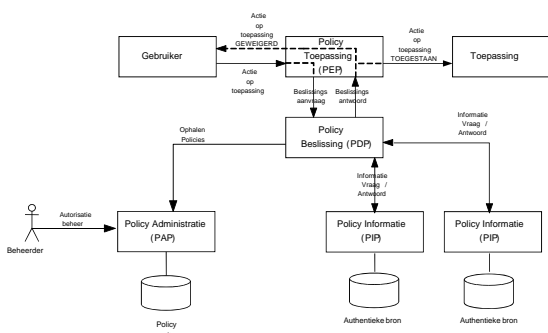 Actie
op
toepassing
GEWEIGERD
Policy
Toepassing
(PEP)
Actie
op
toepassing
TOEGESTAAN
Gebruiker
Toepassing
Actie
op
toepassing
Beslissings
aanvraag
Beslissings
antwoord
Informatie
Vraag /
Antwoord
Ophalen
Policies
Policy
Beslissing (PDP)
Informatie
Vraag /
Antwoord
Autorisatie
beheer
Beheerder
Policy Administratie
(PAP)
Policy Informatie
(PIP)
Policy Informatie
(PIP)
Policy
Authentieke bron
Authentieke bron